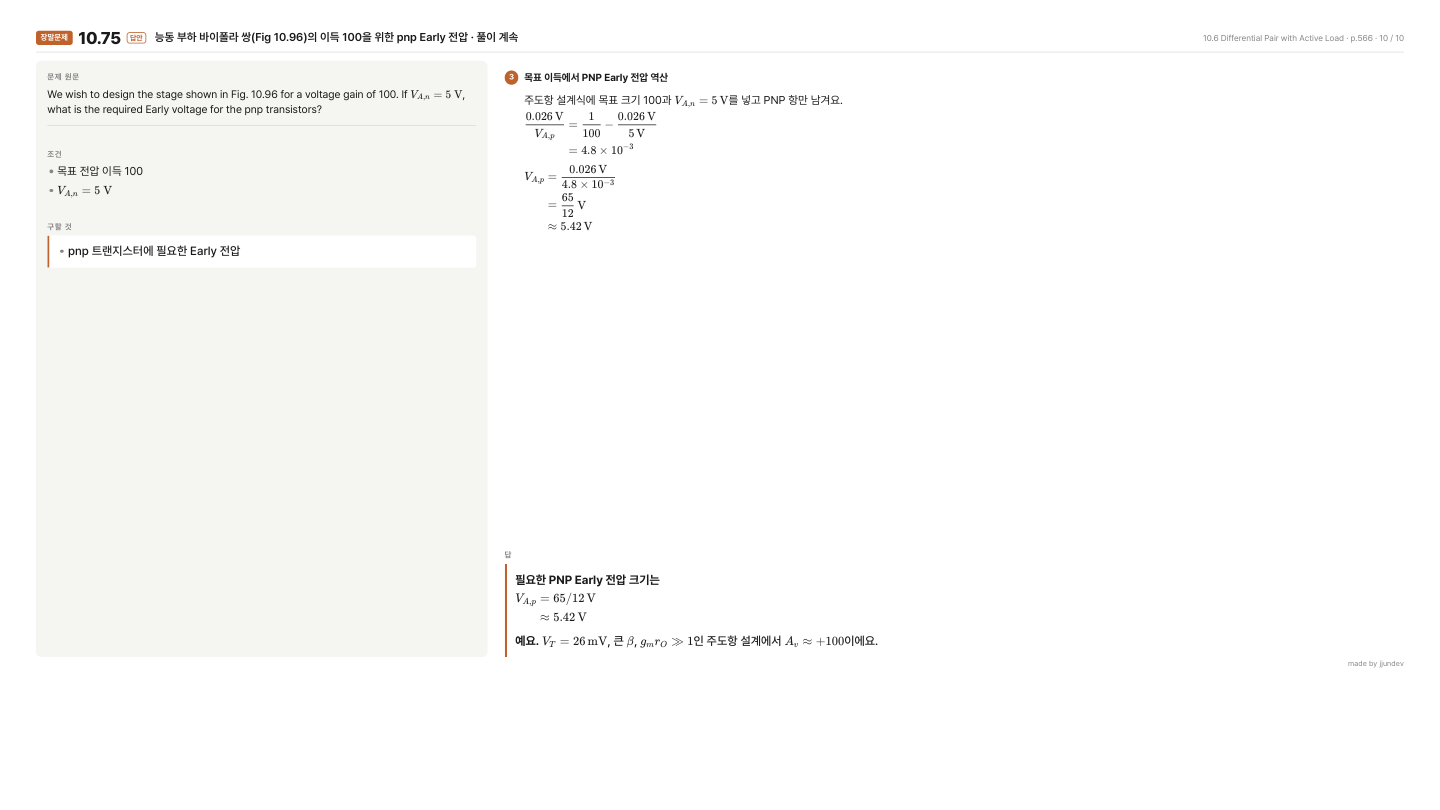 장말문제 10.75 답안 능동 부하 바이폴라 쌍(Fig 10.96)의 이득 100을 위한 pnp Early 전압 · 풀이 계속
10.6 Differential Pair with Active Load · p.566 · 10 / 10
문제 원문
We wish to design the stage shown in Fig. 10.96 for a voltage gain of 100. If V_{A,n} = 5 V,
what is the required Early voltage for the pnp transistors?
조건
▪ 목표 전압 이득 100
▪ V_{A,n} = 5 V
구할 것
▪ pnp 트랜지스터에 필요한 Early 전압
3 목표 이득에서 PNP Early 전압 역산
주도항 설계식에 목표 크기 100과 V_{A,n} = 5 V를 넣고 PNP 항만 남겨요.
0.026 V / V_{A,p} = 1 / 100 − 0.026 V / 5 V
= 4.8 × 10^{−3}
V_{A,p} = 0.026 V / 4.8 × 10^{−3}
= 65 / 12 V
≈ 5.42 V
답
필요한 PNP Early 전압 크기는
V_{A,p} = 65/12 V
≈ 5.42 V
예요. V_T = 26 mV, 큰 β, g_m r_O ≫ 1인 주도항 설계에서 A_v ≈ +100이에요.
made by jjundev